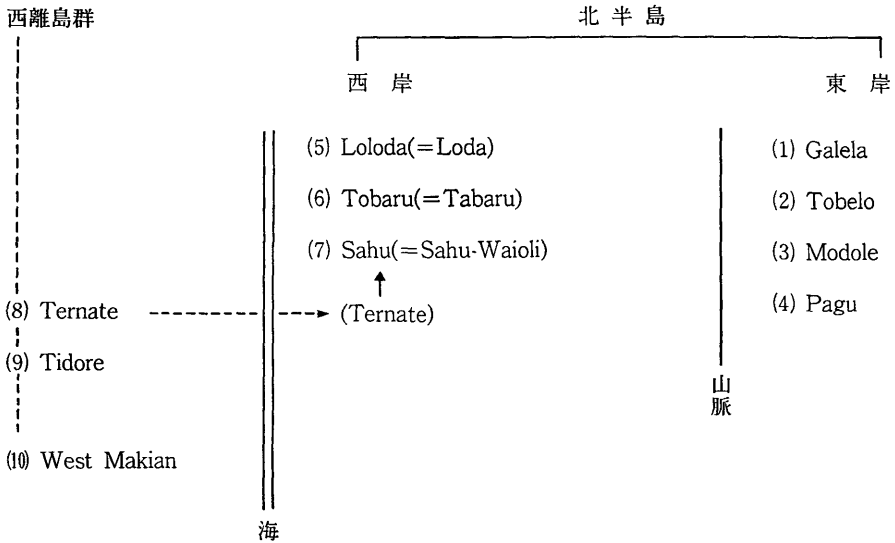 西離島群
北半島
西岸
東岸
(5) Loloda(=Loda)
(6) Tobaru(=Tabaru)
(7) Sahu(=Sahu-Waioli)
(Ternate)
(1) Galela
(2) Tobelo
(3) Modole
(4) Pagu
(8) Ternate
(9) Tidore
(10) West Makian
山脈
海